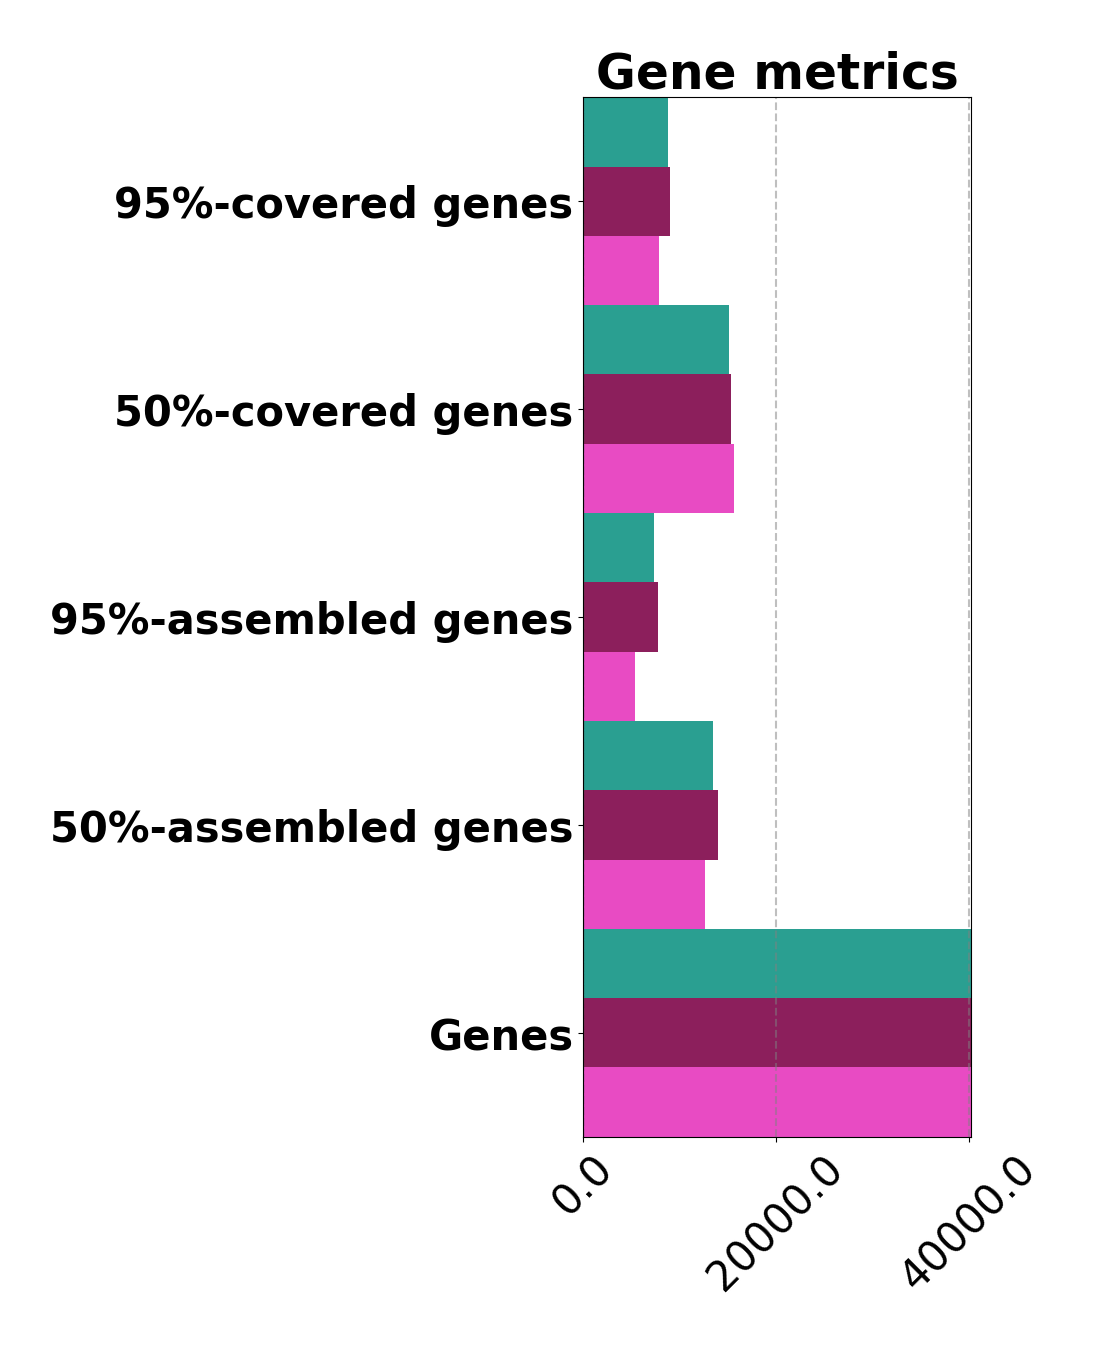 Gene metrics
95%-covered genes
50%-covered genes
95%-assembled genes
50%-assembled genes
Genes
0.0
20000.0
40000.0